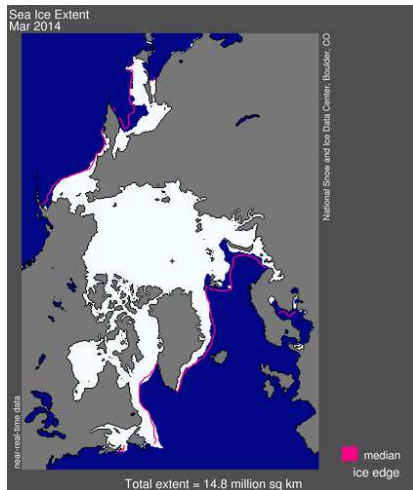 Sea Ice Extent
Mar 2014
National Snow and Ice Data Center, Boulder, CO
near-real-time data
median
ice edge
Total extent = 14.8 million sq km